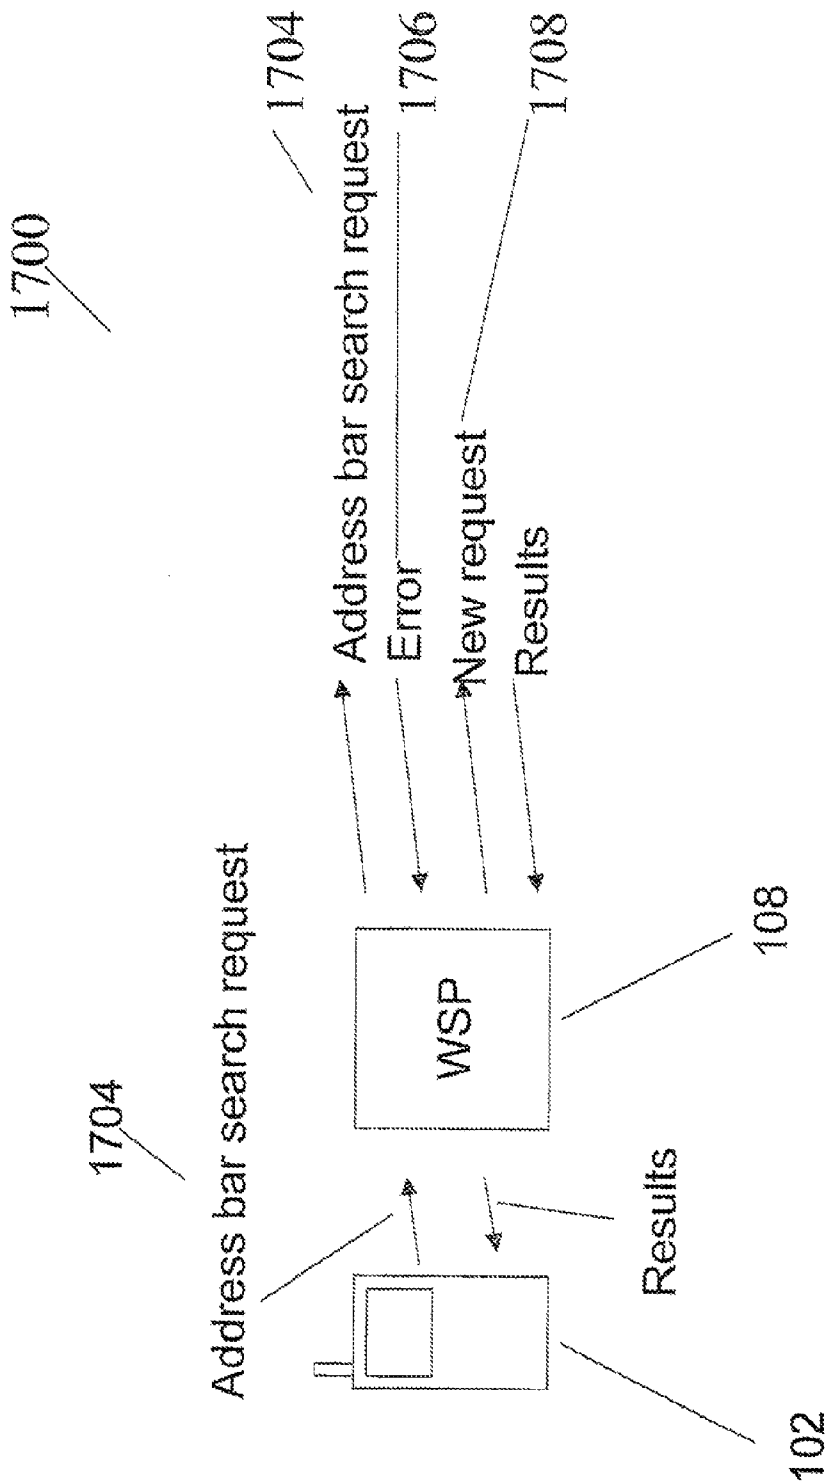 1700
1704
Address bar search request
1704
Address bar search request
Error
1706
New request
1708
Results
WSP
108
Results
102